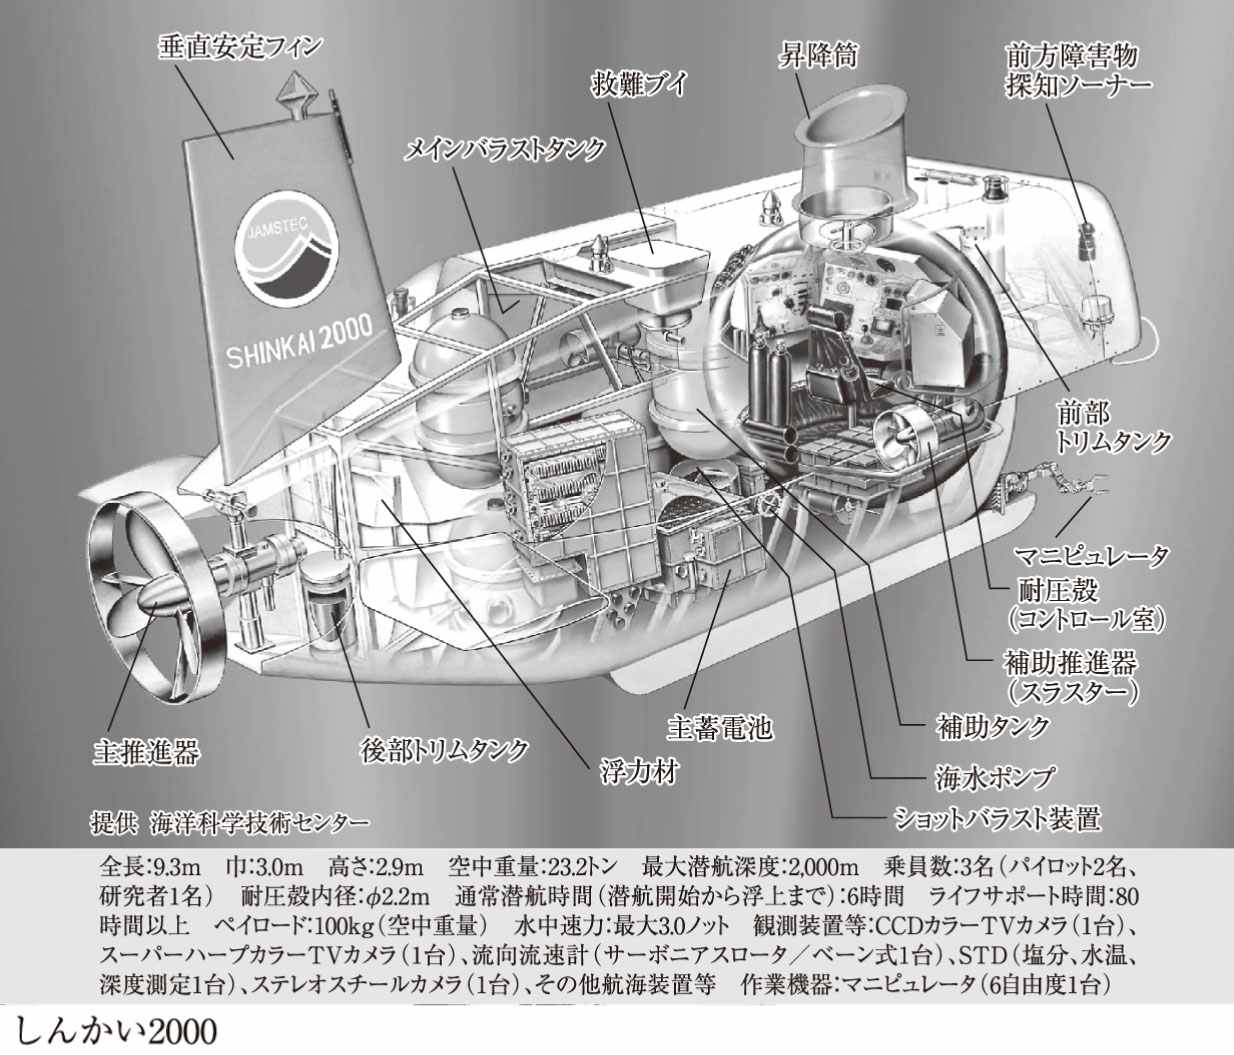 垂直安定フィン
救難ブイ
昇降筒
前方障害物
探知ソーナー
メインバラストタンク
JAMSTEC
SHINKAI 2000
前部
トリムタンク
マニピュレータ
耐圧殻
(コントロール室)
補助推進器
(スラスター)
主推進器
後部トリムタンク
浮力材
主蓄電池
補助タンク
海水ポンプ
ショットバラスト装置
提供 海洋科学技術センター
全長:9.3m 巾:3.0m 高さ:2.9m 空中重量:23.2トン 最大潜航深度:2,000m 乗員数:3名(パイロット2名、
研究者1名) 耐圧殻内径:φ2.2m 通常潜航時間(潜航開始から浮上まで):6時間 ライフサポート時間:80
時間以上 ペイロード:100kg(空中重量) 水中速力:最大3.0ノット 観測装置等:CCDカラーTVカメラ(1台)、
スーパーハープカラーTVカメラ(1台)、流向流速計(サーボニアスロータ/ベーン式1台)、STD(塩分、水温、
深度測定1台)、ステレオスチールカメラ(1台)、その他航海装置等 作業機器:マニピュレータ(6自由度1台)
しんかい2000